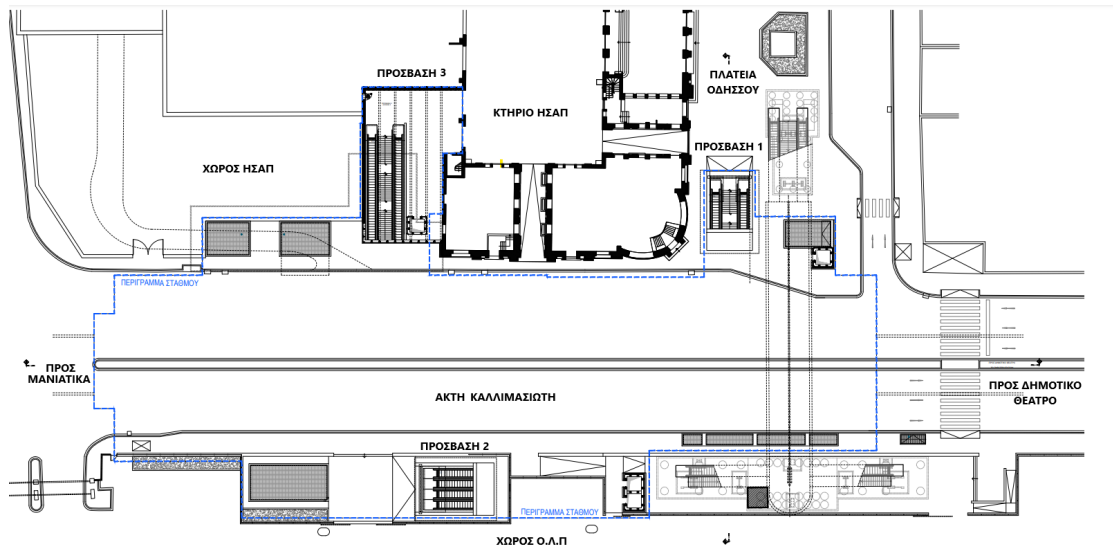 ΠΡΟΣΒΑΣΗ 3
ΠΛΑΤΕΙΑ
ΟΔΗΣΣΟΥ
ΚΤΗΡΙΟ ΗΣΑΠ
ΠΡΟΣΒΑΣΗ 1
ΧΩΡΟΣ ΗΣΑΠ
ΠΕΡΙΓΡΑΜΜΑ ΣΤΑΘΜΟΥ
ΠΡΟΣ
ΜΑΝΙΑΤΙΚΑ
ΑΚΤΗ ΚΑΛΛΙΜΑΣΙΩΤΗ
ΠΡΟΣ ΔΗΜΟΤΙΚΟ
ΘΕΑΤΡΟ
ΠΡΟΣΒΑΣΗ 2
ΠΕΡΙΓΡΑΜΜΑ ΣΤΑΘΜΟΥ
ΧΩΡΟΣ Ο.Λ.Π